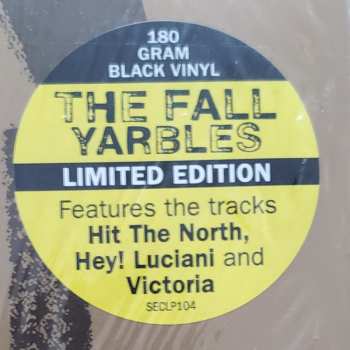 180
GRAM
BLACK VINYL
THE FALL
YARBLES
LIMITED EDITION
Features the tracks
Hit The North,
Hey! Luciani and
Victoria
SECLP104